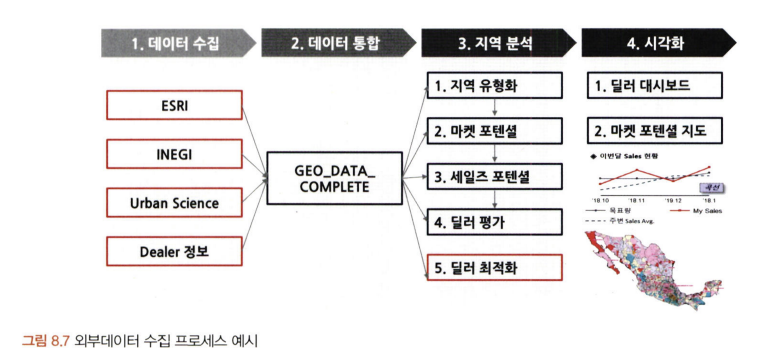 1. 데이터 수집
2. 데이터 통합
3. 지역 분석
4. 시각화
ESRI
INEGI
Urban Science
Dealer 정보
GEO_DATA_
COMPLETE
1. 지역 유형화
2. 마켓 포텐셜
3. 세일즈 포텐셜
4. 딜러 평가
5. 딜러 최적화
1. 딜러 대시보드
2. 마켓 포텐셜 지도
◆ 이번달 Sales 현황
'18 10 '18 11 '19 12 '18.1
목표량 My Sales
주변 Sales Avg.
그림 8.7 외부데이터 수집 프로세스 예시